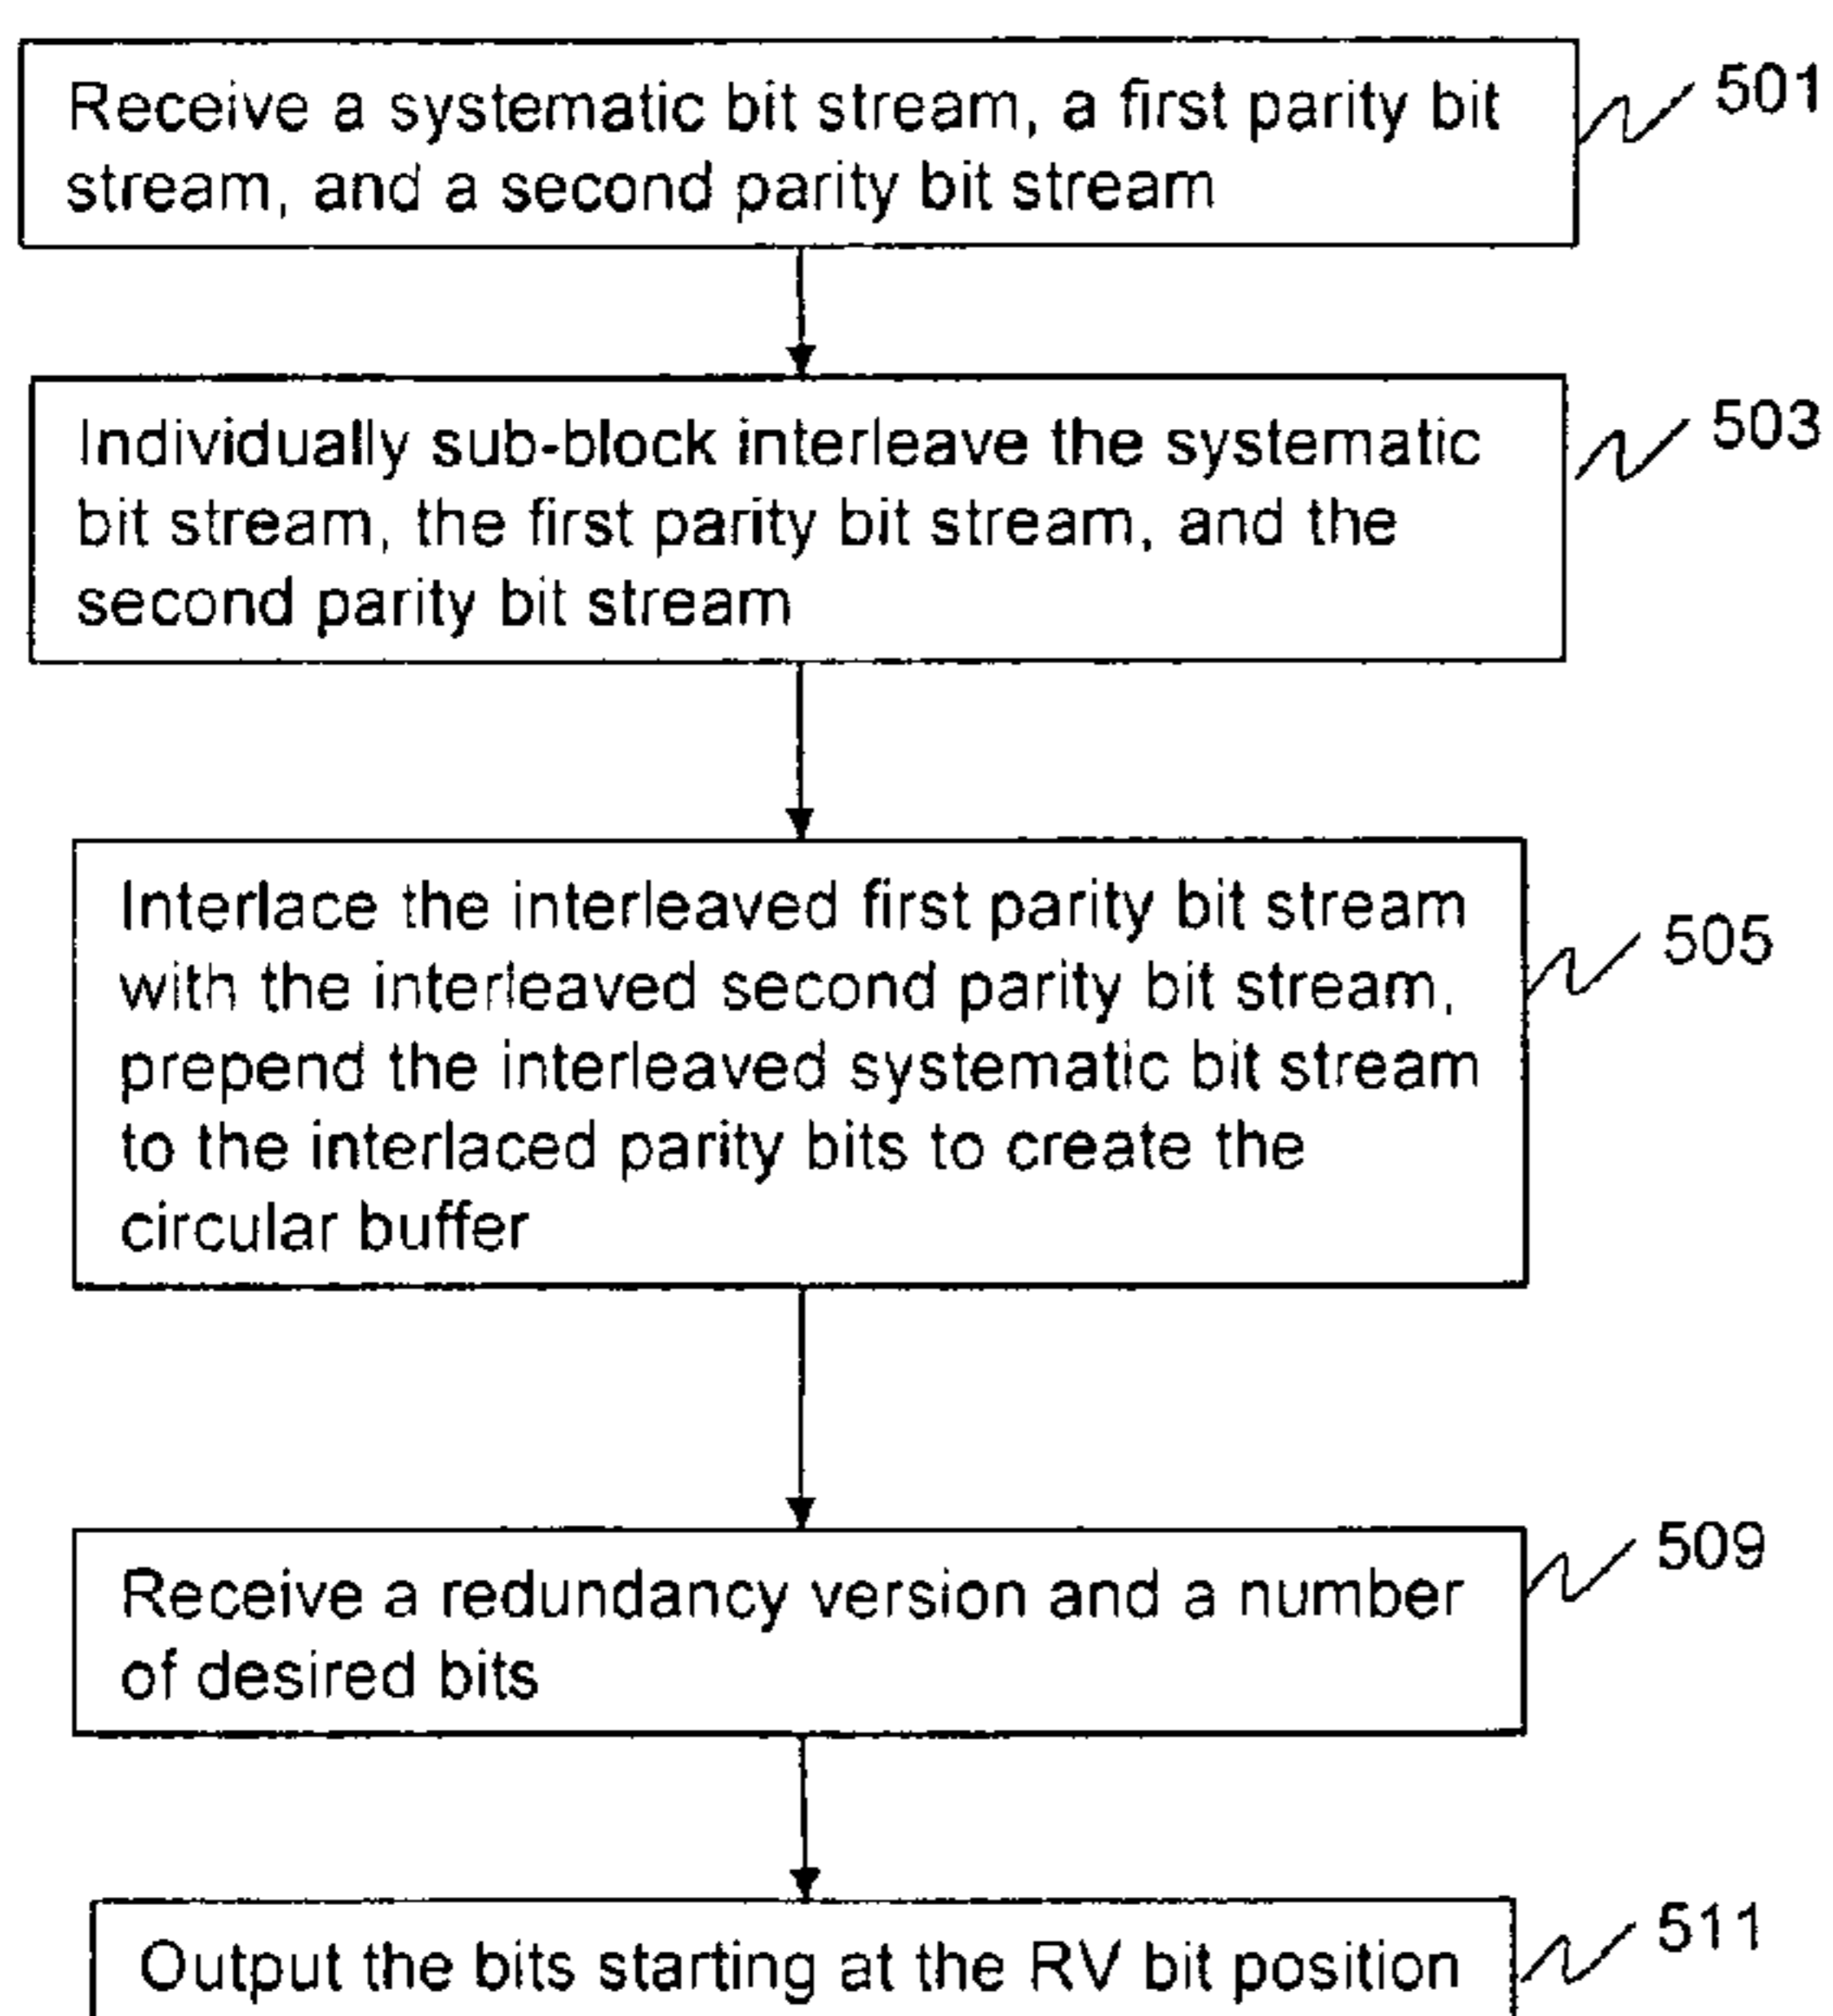 Receive a systematic bit stream, a first parity bit
stream, and a second parity bit stream
501
Individually sub-block interleave the systematic
bit stream, the first parity bit stream, and the
second parity bit stream
503
Interlace the interleaved first parity bit stream
with the interleaved second parity bit stream,
prepend the interleaved systematic bit stream
to the interlaced parity bits to create the
circular buffer
505
Receive a redundancy version and a number
of desired bits
509
Output the bits starting at the RV bit position
511